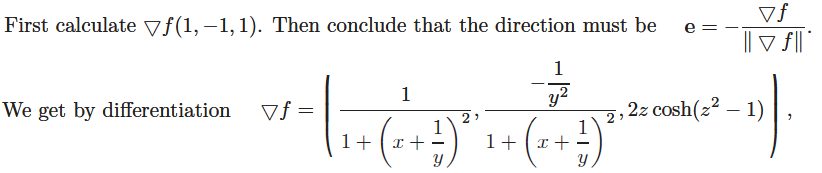 First calculate ▽f(1, −1, 1). Then conclude that the direction must be e = − ▽f / ‖ ▽ f‖.
We get by differentiation ▽f = ( 1 / (1 + (x + 1/y)²), −1/y² / (1 + (x + 1/y)²), 2z cosh(z² − 1) ),